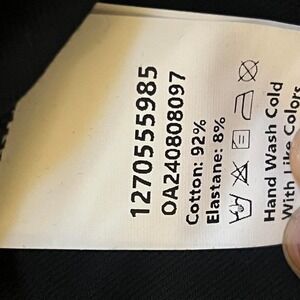 1270555985
OA240808097
Cotton: 92%
Elastane: 8%
Hand Wash Cold
With Like Colors